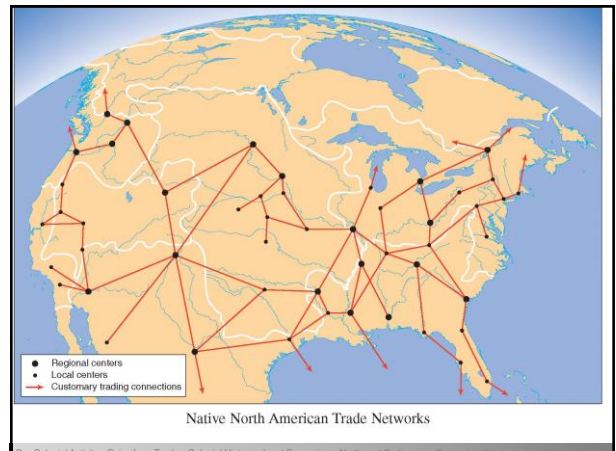 Regional centers
Local centers
Customary trading connections
Native North American Trade Networks